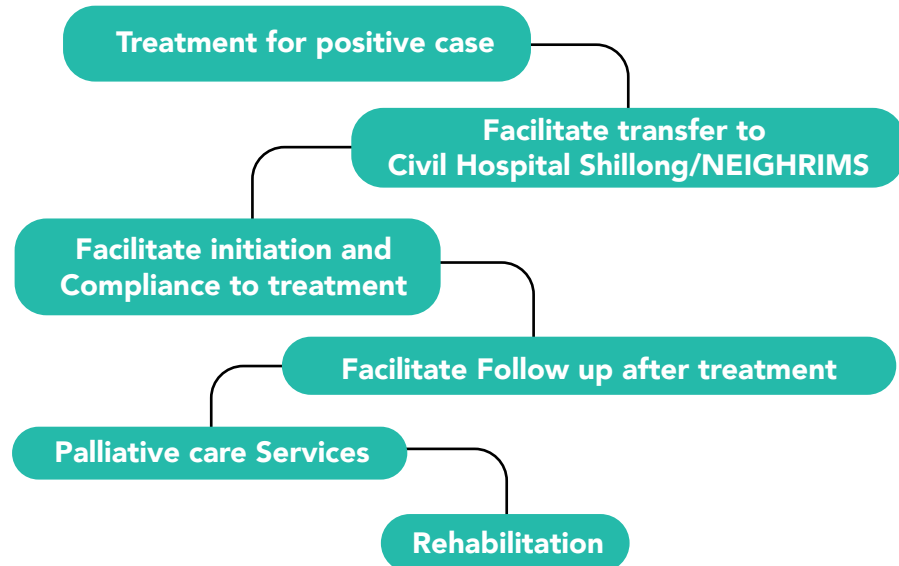 Treatment for positive case
Facilitate transfer to
Civil Hospital Shillong/NEIGHRIMS
Facilitate initiation and
Compliance to treatment
Facilitate Follow up after treatment
Palliative care Services
Rehabilitation